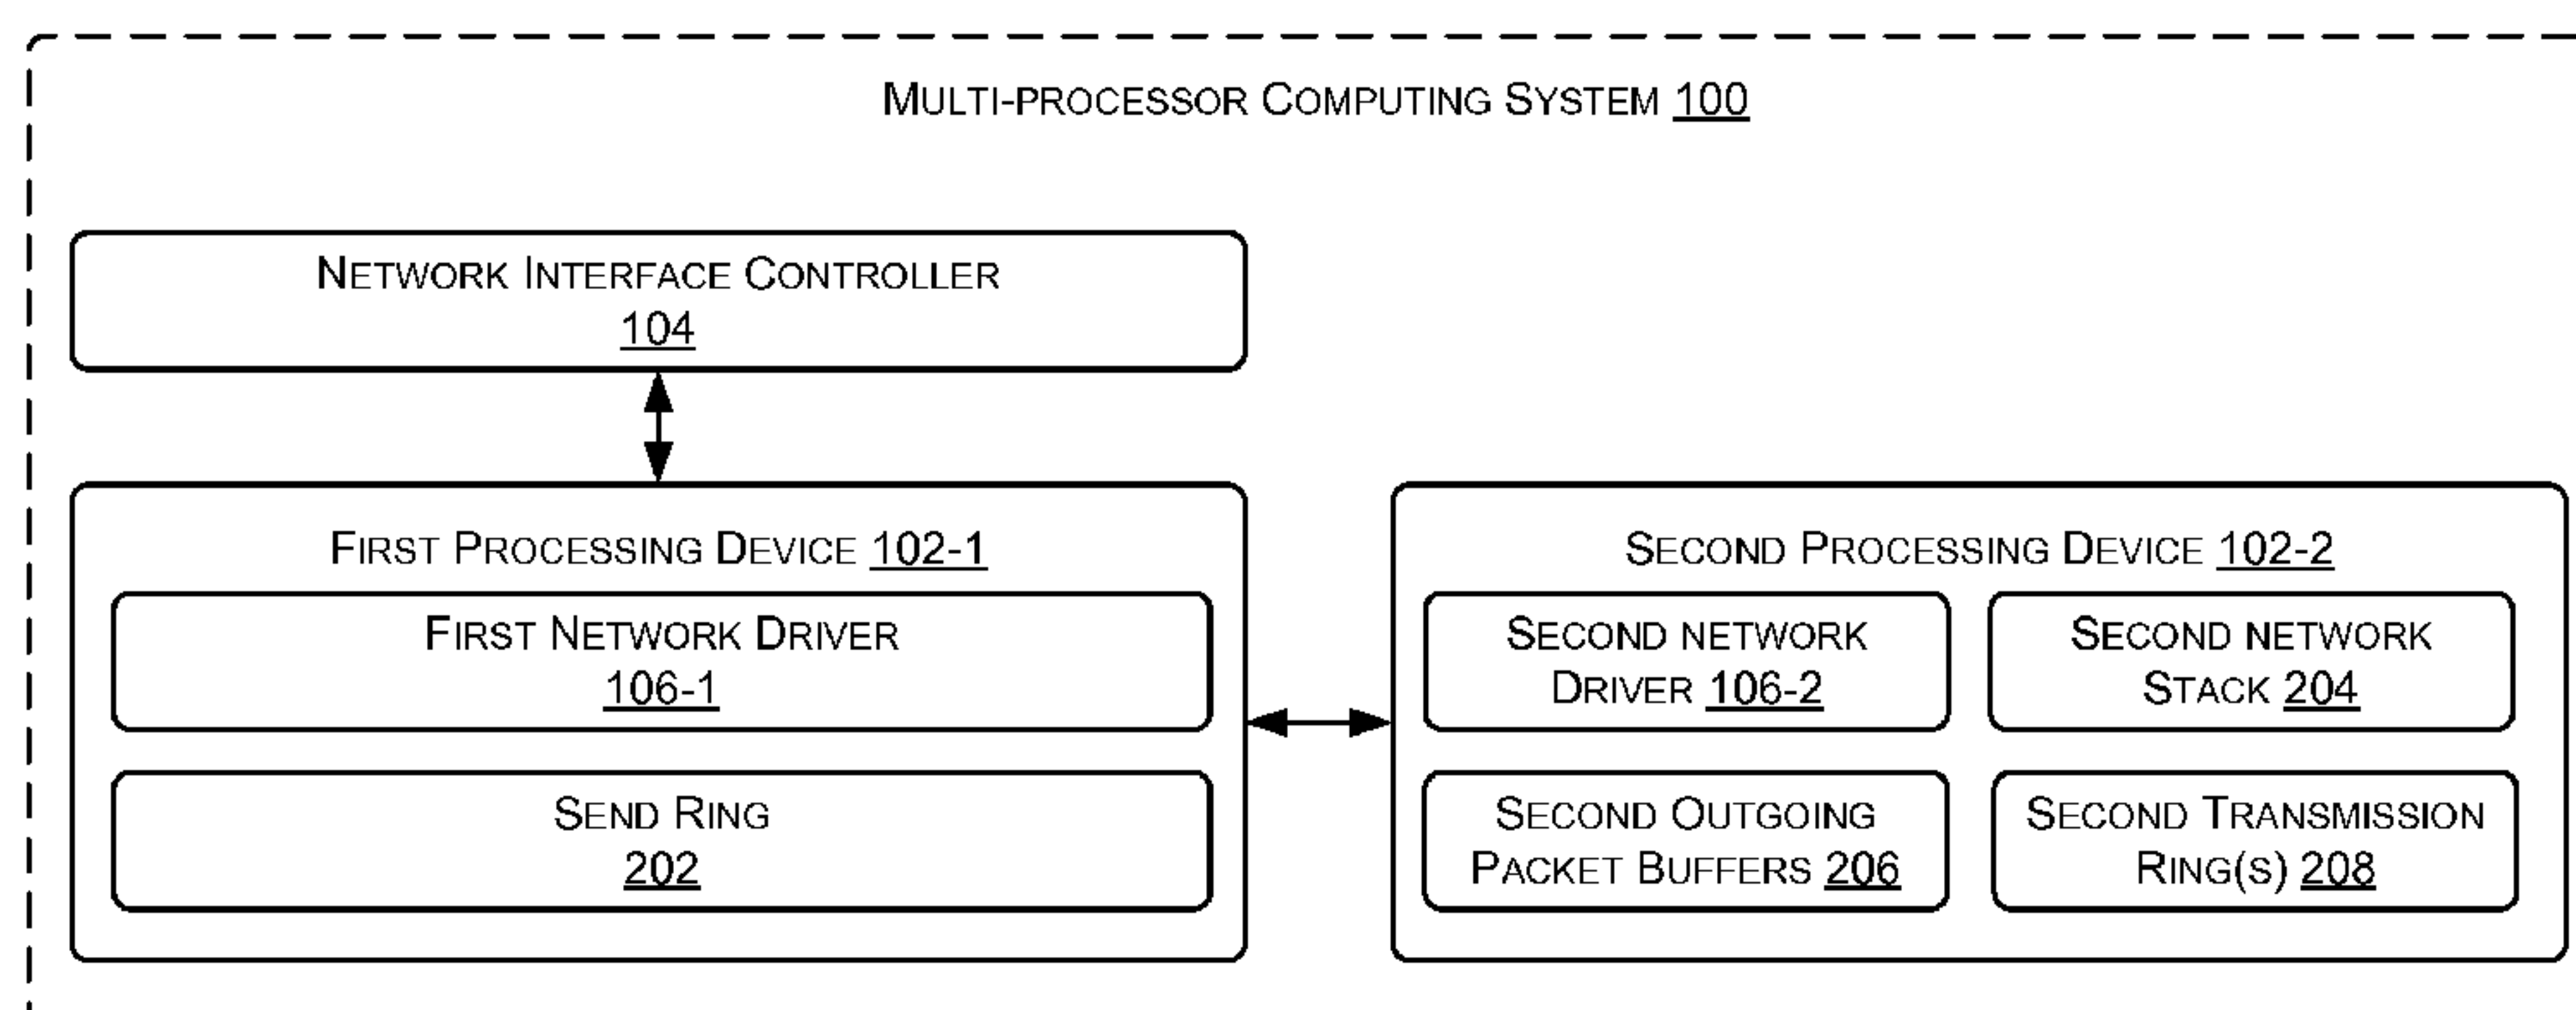 MULTI-PROCESSOR COMPUTING SYSTEM 100
NETWORK INTERFACE CONTROLLER
104
FIRST PROCESSING DEVICE 102-1
FIRST NETWORK DRIVER
106-1
SEND RING
202
SECOND PROCESSING DEVICE 102-2
SECOND NETWORK
DRIVER 106-2
SECOND NETWORK
STACK 204
SECOND OUTGOING
PACKET BUFFERS 206
SECOND TRANSMISSION
RING(S) 208